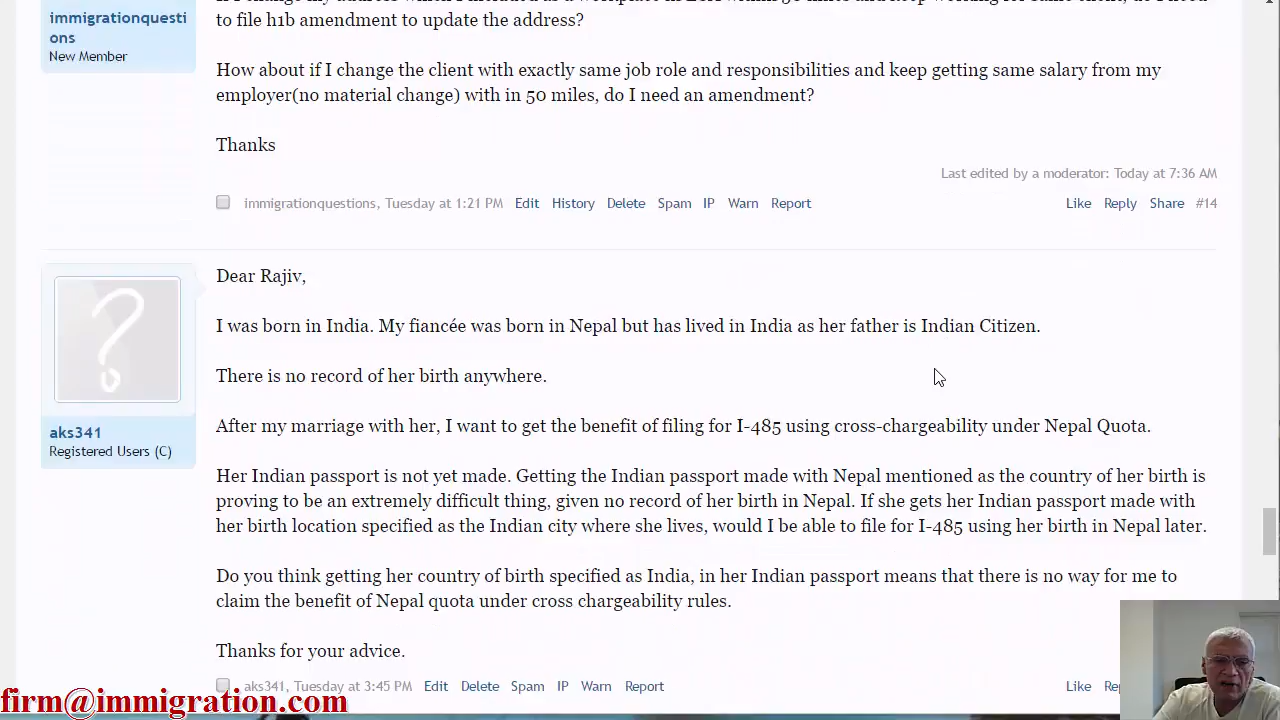 immigrationquesti
ons
New Member
to file h1b amendment to update the address?
How about if I change the client with exactly same job role and responsibilities and keep getting same salary from my
employer(no material change) with in 50 miles, do I need an amendment?
Thanks
Last edited by a moderator: Today at 7:36 AM
immigrationquestions, Tuesday at 1:21 PM Edit History Delete Spam IP Warn Report
Like Reply Share #14
Dear Rajiv,
I was born in India. My fiancée was born in Nepal but has lived in India as her father is Indian Citizen.
There is no record of her birth anywhere.
aks341
Registered Users (C)
After my marriage with her, I want to get the benefit of filing for I-485 using cross-chargeability under Nepal Quota.
Her Indian passport is not yet made. Getting the Indian passport made with Nepal mentioned as the country of her birth is
proving to be an extremely difficult thing, given no record of her birth in Nepal. If she gets her Indian passport made with
her birth location specified as the Indian city where she lives, would I be able to file for I-485 using her birth in Nepal later.
Do you think getting her country of birth specified as India, in her Indian passport means that there is no way for me to
claim the benefit of Nepal quota under cross chargeability rules.
Thanks for your advice.
aks341, Tuesday at 3:45 PM Edit Delete Spam IP Warn Report
Like
firm@immigration.com